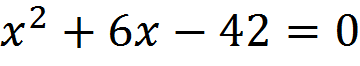 x² + 6x − 42 = 0